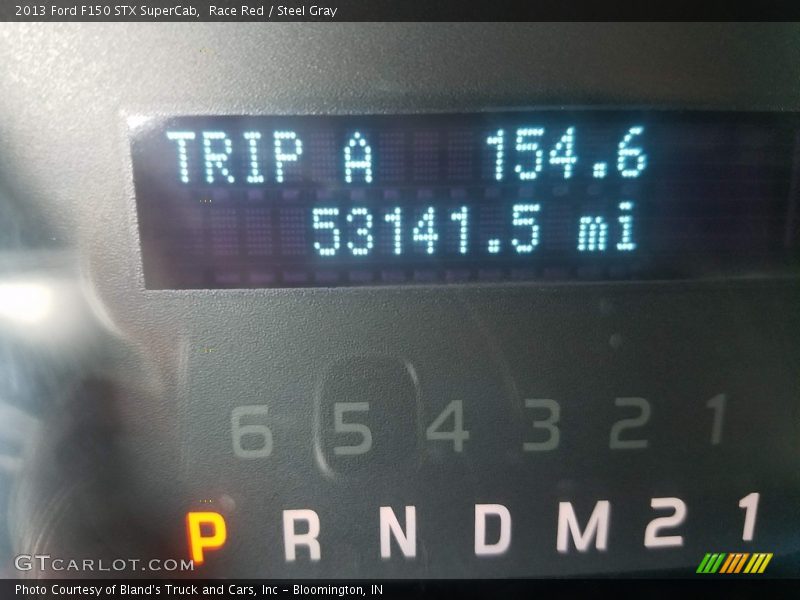 2013 Ford F150 STX SuperCab, Race Red / Steel Gray
TRIP A 154.6
53141.5 mi
6 5 4 3 2 1
P R N D M 2 1
GTCARLOT.COM
Photo Courtesy of Bland's Truck and Cars, Inc - Bloomington, IN